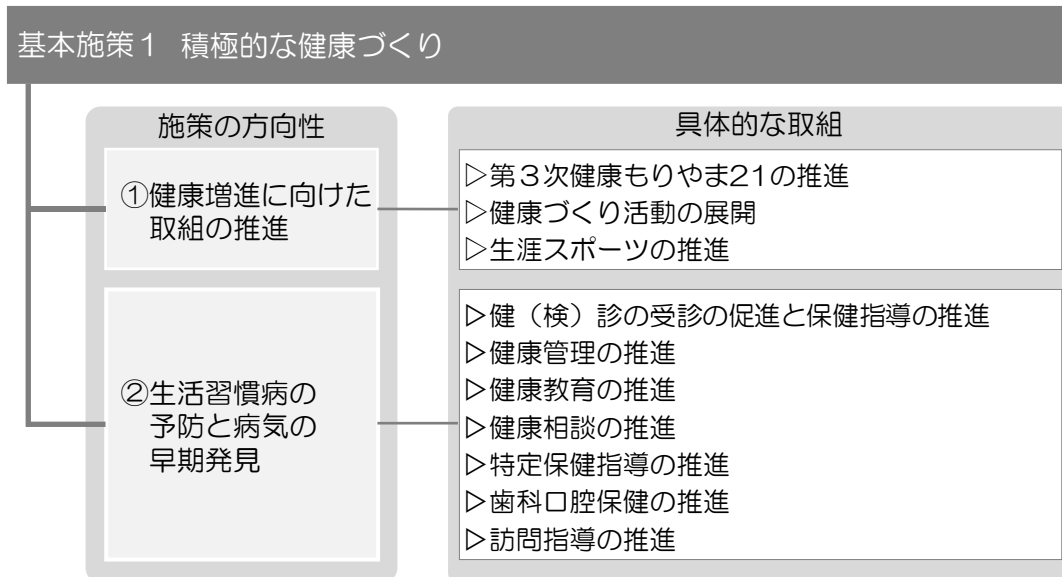 基本施策１ 積極的な健康づくり
施策の方向性
具体的な取組
①健康増進に向けた
取組の推進
▷第３次健康もりやま21の推進
▷健康づくり活動の展開
▷生涯スポーツの推進
②生活習慣病の
予防と病気の
早期発見
▷健（検）診の受診の促進と保健指導の推進
▷健康管理の推進
▷健康教育の推進
▷健康相談の推進
▷特定保健指導の推進
▷歯科口腔保健の推進
▷訪問指導の推進